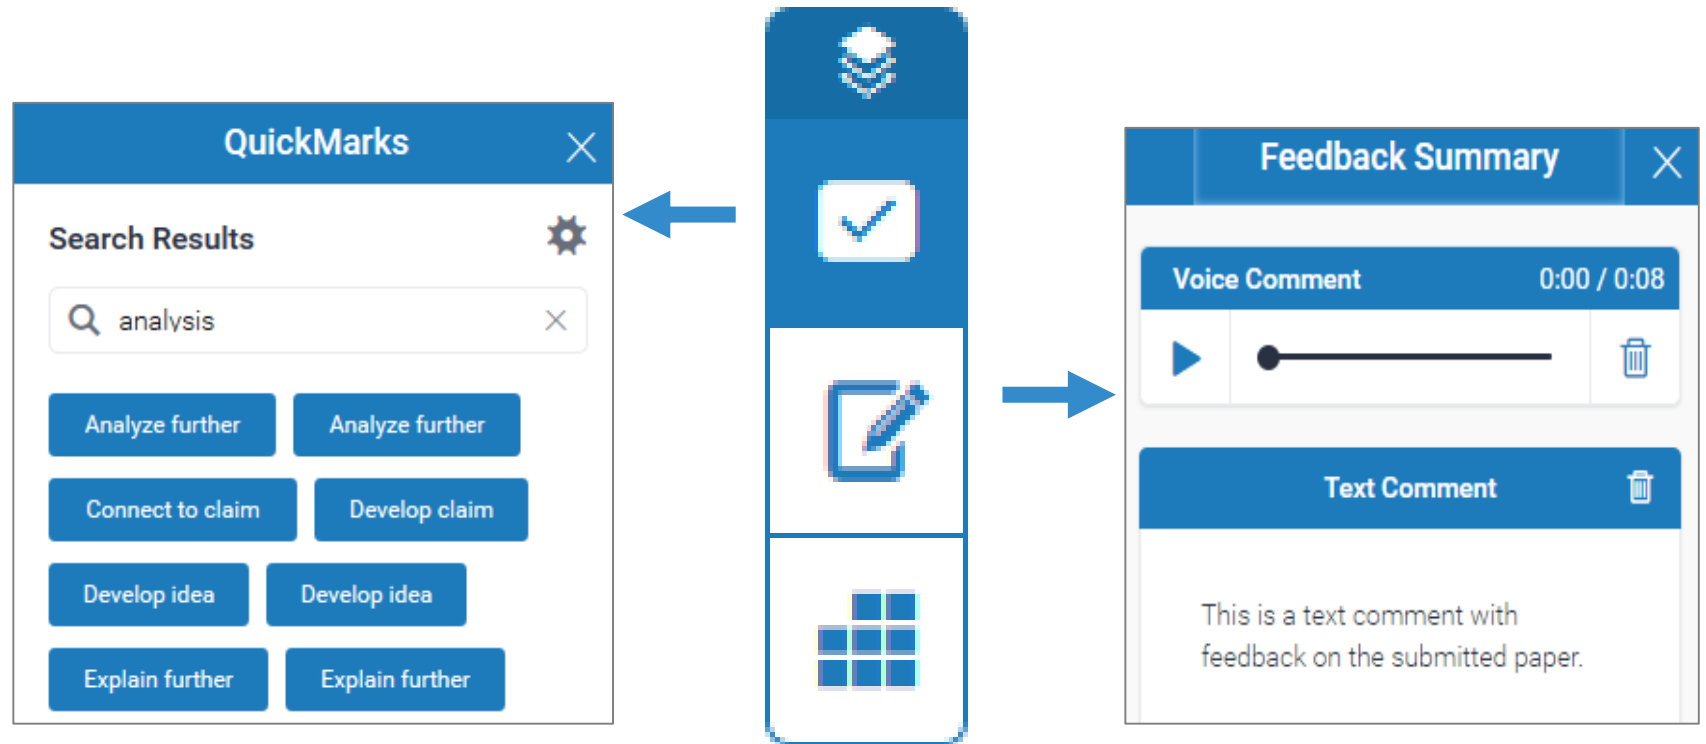 QuickMarks
Search Results
analysis
Analyze further
Analyze further
Connect to claim
Develop claim
Develop idea
Develop idea
Explain further
Explain further
Feedback Summary
Voice Comment
0:00 / 0:08
Text Comment
This is a text comment with
feedback on the submitted paper.